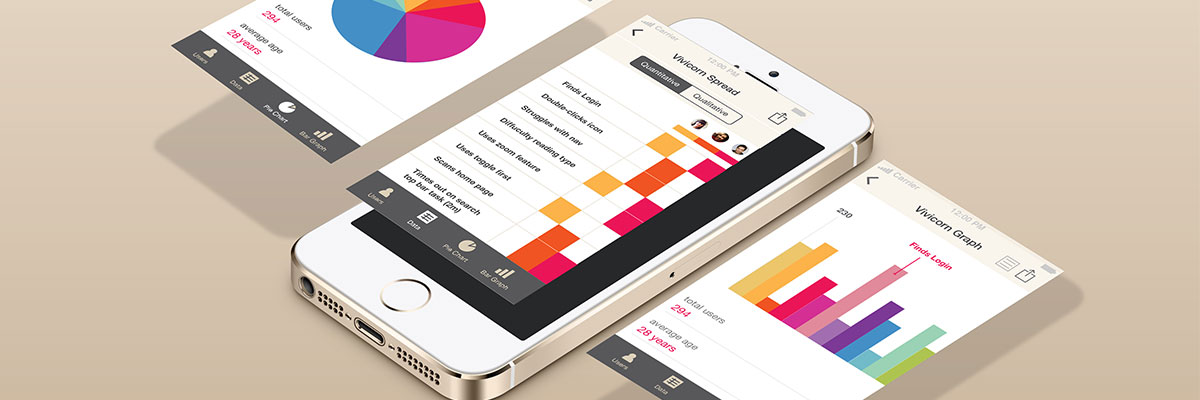 total users
294
average age
28 years
Users
Data
Pie Chart
Bar Graph
Carrier
12:00 PM
Vivicorn Spread
Quantitative
Qualitative
Finds Login
Double-clicks icon
Struggles with nav
Diffuculty reading type
Uses zoom feature
Uses toggle first
Scans home page
Times out on search
top bar task (2m)
Users
Data
Pie Chart
Bar Graph
Carrier
12:00 PM
Vivicorn Graph
230
Finds Login
total users
294
average age
28 years
Users
Data